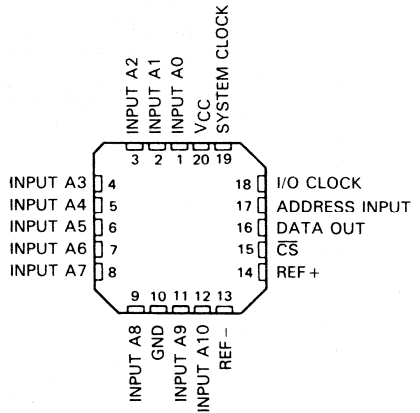 INPUT A2
INPUT A1
INPUT A0
VCC
SYSTEM CLOCK
3 2 1 20 19
INPUT A3 4
INPUT A4 5
INPUT A5 6
INPUT A6 7
INPUT A7 8
18 I/O CLOCK
17 ADDRESS INPUT
16 DATA OUT
15 C̅S̅
14 REF+
9 10 11 12 13
INPUT A8
GND
INPUT A9
INPUT A10
REF−